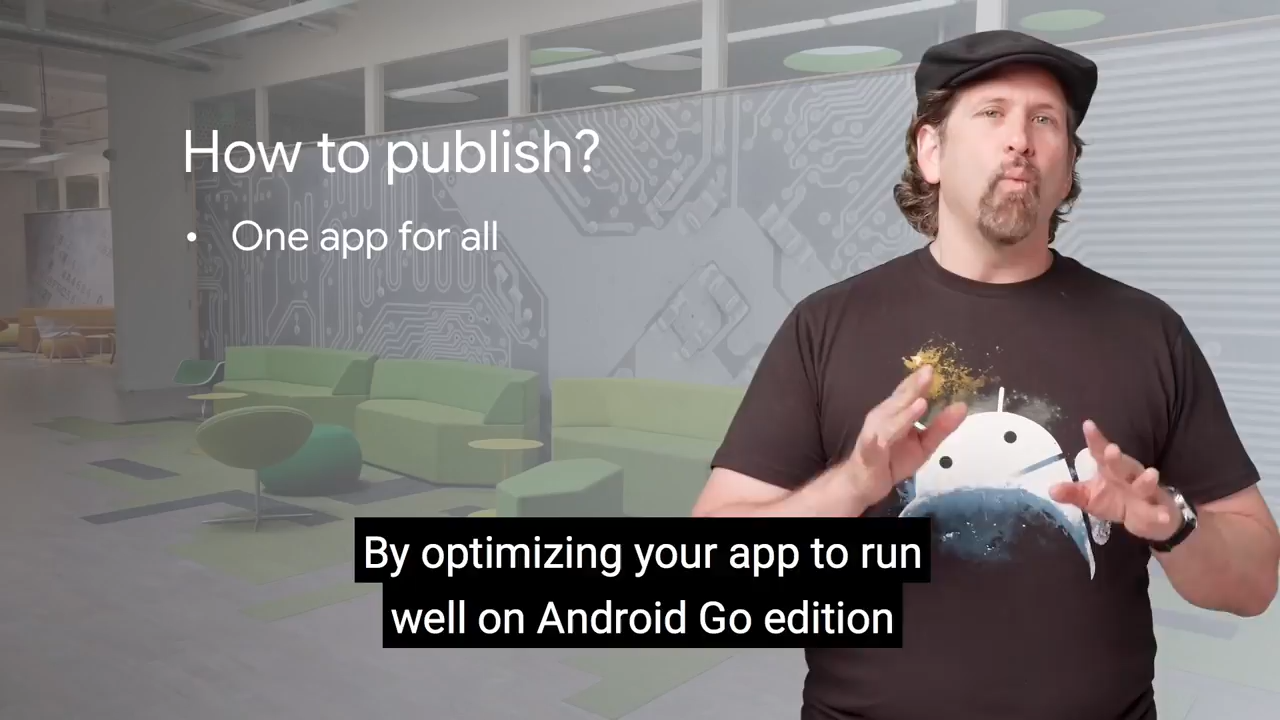 How to publish?
• One app for all
By optimizing your app to run
well on Android Go edition